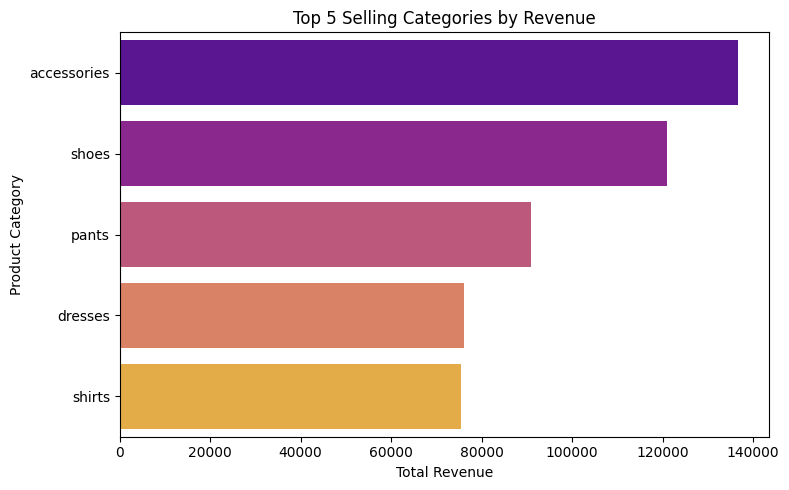 Top 5 Selling Categories by Revenue
Product Category
accessories
shoes
pants
dresses
shirts
0 20000 40000 60000 80000 100000 120000 140000
Total Revenue